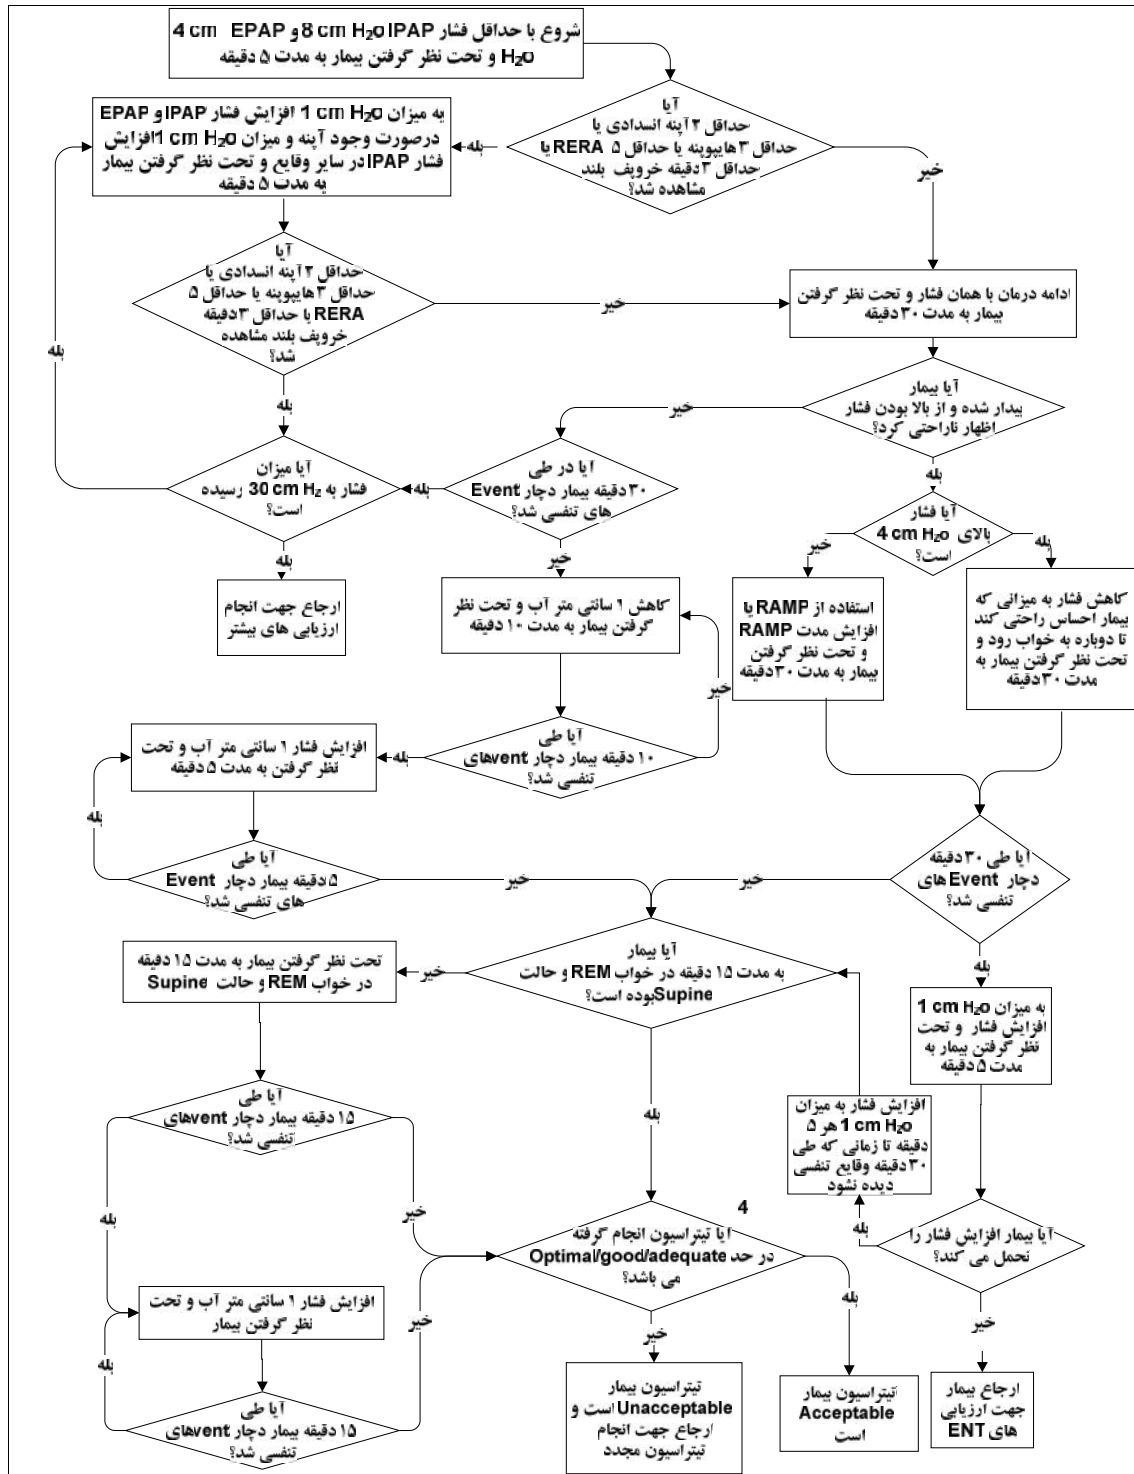 شروع با حداقل فشار 8 cm H₂O IPAP و 4 cm EPAP
H₂O و تحت نظر گرفتن بیمار به مدت ۵ دقیقه
آیا
حداقل ۲ آپنه انسدادی یا
حداقل ۳ هایپوپنه یا حداقل ۵ RERA یا
حداقل ۳ دقیقه خروپف بلند
مشاهده شد؟
بله
خیر
به میزان 1 cm H₂O افزایش فشار IPAP و EPAP
درصورت وجود آپنه و میزان 1 cm H₂O افزایش
فشار IPAP در سایر وقایع و تحت نظر گرفتن بیمار
به مدت ۵ دقیقه
آیا
حداقل ۲ آپنه انسدادی یا
حداقل ۳ هایپوپنه یا حداقل ۵
RERA یا حداقل ۳ دقیقه
خروپف بلند مشاهده
شد؟
خیر
بله
بله
ادامه درمان با همان فشار و تحت نظر گرفتن
بیمار به مدت ۳۰ دقیقه
آیا بیمار
بیدار شده و از بالا بودن فشار
اظهار ناراحتی کرد؟
خیر
بله
آیا میزان
فشار به 30 cm H₂ رسیده
است؟
بله
ارجاع جهت انجام
ارزیابی های بیشتر
آیا در طی
۳۰ دقیقه بیمار دچار Event
های تنفسی شد؟
بله
خیر
آیا فشار
بالای 4 cm H₂O
است؟
خیر
بله
کاهش ۱ سانتی متر آب و تحت نظر
گرفتن بیمار به مدت ۱۰ دقیقه
خیر
استفاده از RAMP یا
افزایش مدت RAMP
و تحت نظر گرفتن
بیمار به مدت ۳۰ دقیقه
کاهش فشار به میزانی که
بیمار احساس راحتی کند
تا دوباره به خواب رود و
تحت نظر گرفتن بیمار به
مدت ۳۰ دقیقه
آیا طی
۱۰ دقیقه بیمار دچار ventهای
تنفسی شد؟
بله
افزایش فشار ۱ سانتی متر آب و تحت
نظر گرفتن به مدت ۵ دقیقه
بله
آیا طی
۵ دقیقه بیمار دچار Event
های تنفسی شد؟
خیر
آیا طی ۳۰ دقیقه
دچار Event های
تنفسی شد؟
خیر
بله
آیا بیمار
به مدت ۱۵ دقیقه در خواب REM و حالت
Supine بوده است؟
خیر
بله
تحت نظر گرفتن بیمار به مدت ۱۵ دقیقه
در خواب REM و حالت Supine
به میزان 1 cm H₂O
افزایش فشار و تحت
نظر گرفتن بیمار به
مدت ۵ دقیقه
آیا طی
۱۵ دقیقه بیمار دچار ventهای
تنفسی شد؟
بله
خیر
افزایش فشار به میزان
1 cm H₂O هر ۵
دقیقه تا زمانی که طی
۳۰ دقیقه وقایع تنفسی
دیده نشود
4
آیا تیتراسیون انجام گرفته
در حد Optimal/good/adequate
می باشد؟
خیر
بله
آیا بیمار افزایش فشار را
تحمل می کند؟
بله
خیر
افزایش فشار ۱ سانتی متر آب و تحت
نظر گرفتن بیمار
بله
خیر
آیا طی
۱۵ دقیقه بیمار دچار ventهای
تنفسی شد؟
تیتراسیون بیمار
Unacceptable است و
ارجاع جهت انجام
تیتراسیون مجدد
تیتراسیون بیمار
Acceptable
است
ارجاع بیمار
جهت ارزیابی
های ENT